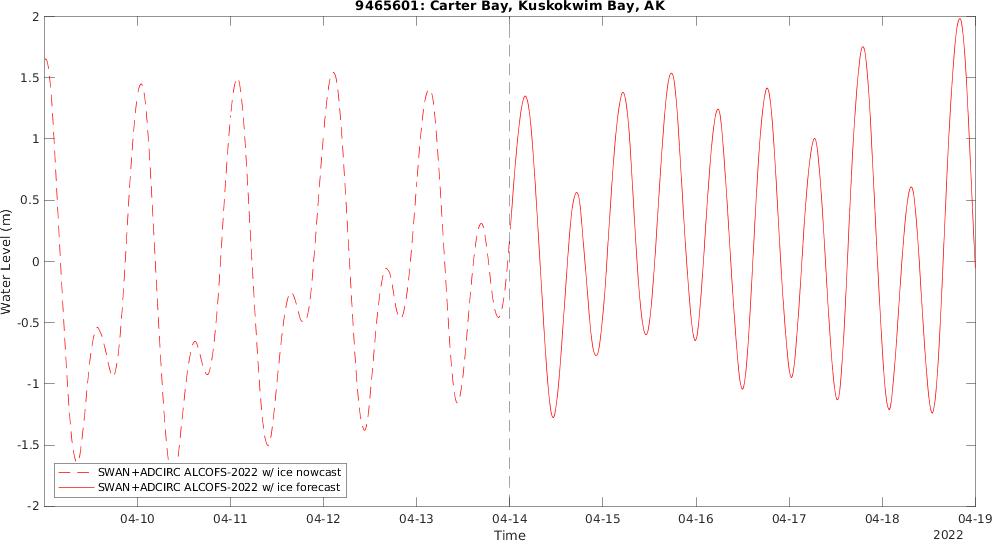 9465601: Carter Bay, Kuskokwim Bay, AK
Water Level (m)
2
1.5
1
0.5
0
-0.5
-1
-1.5
-2
SWAN+ADCIRC ALCOFS-2022 w/ ice nowcast
SWAN+ADCIRC ALCOFS-2022 w/ ice forecast
04-10 04-11 04-12 04-13 04-14 04-15 04-16 04-17 04-18 04-19
Time
2022